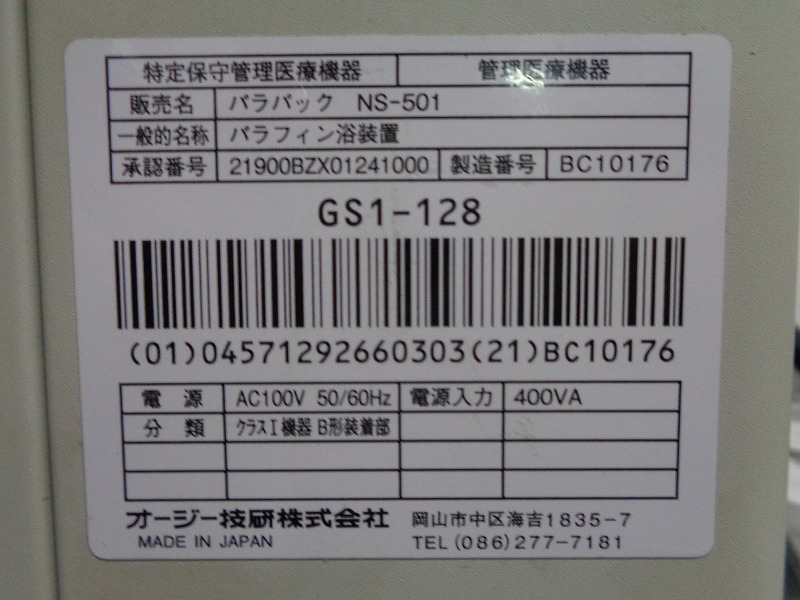 特定保守管理医療機器 管理医療機器
販売名 パラパック NS-501
一般的名称 パラフィン浴装置
承認番号 21900BZX01241000 製造番号 BC10176
GS1-128
(01)04571292660303(21)BC10176
電源 AC100V 50/60Hz 電源入力 400VA
分類 クラスⅠ機器 B形装着部
オージー技研株式会社 岡山市中区海吉1835-7
MADE IN JAPAN TEL(086)277-7181